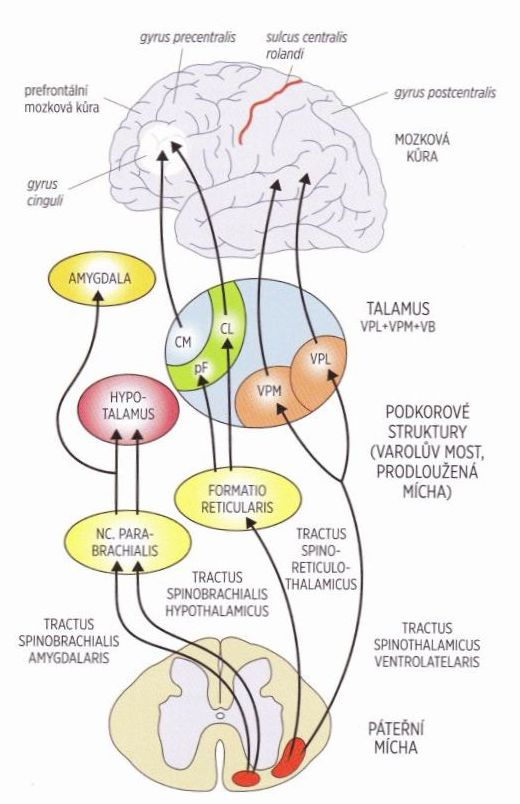 gyrus precentralis
sulcus centralis
rolandi
prefrontální
mozková kůra
gyrus postcentralis
MOZKOVÁ
KŮRA
gyrus
cinguli
AMYGDALA
TALAMUS
VPL+VPM+VB
CM
CL
pF
VPL
VPM
HYPO-
TALAMUS
PODKOROVÉ
STRUKTURY
(VAROLŮV MOST,
PRODLOUŽENÁ
MÍCHA)
FORMATIO
RETICULARIS
NC. PARA-
BRACHIALIS
TRACTUS
SPINO-
RETICULO-
THALAMICUS
TRACTUS
SPINOBRACHIALIS
HYPOTHALAMICUS
TRACTUS
SPINOBRACHIALIS
AMYGDALARIS
TRACTUS
SPINOTHALAMICUS
VENTROLATELARIS
PÁTEŘNÍ
MÍCHA